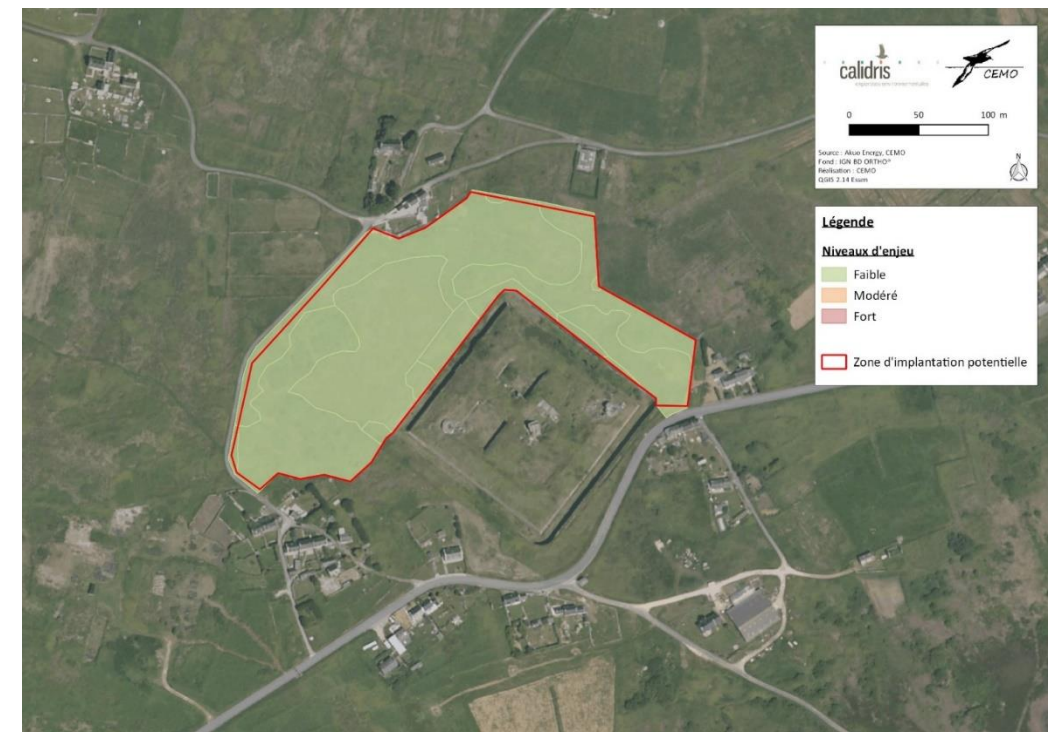 calidris
CEMO
0 50 100 m
Source : Akuo Energy, CEMO
Fond : IGN BD ORTHO®
Réalisation : CEMO
QGIS 2.14 Essen
N
Légende
Niveaux d'enjeu
Faible
Modéré
Fort
Zone d'implantation potentielle